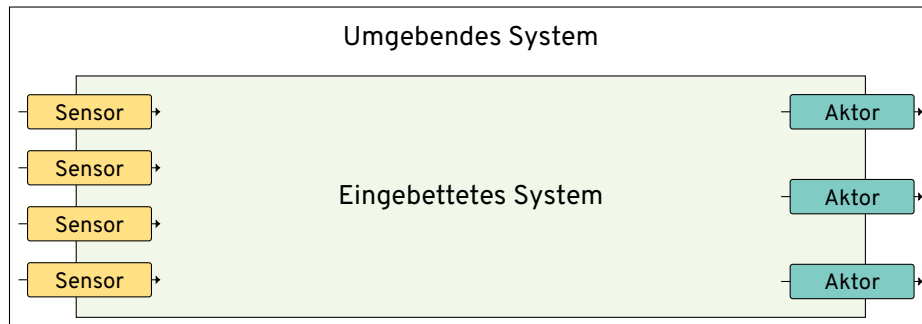 Umgebendes System
Sensor
Aktor
Sensor
Eingebettetes System
Aktor
Sensor
Sensor
Aktor